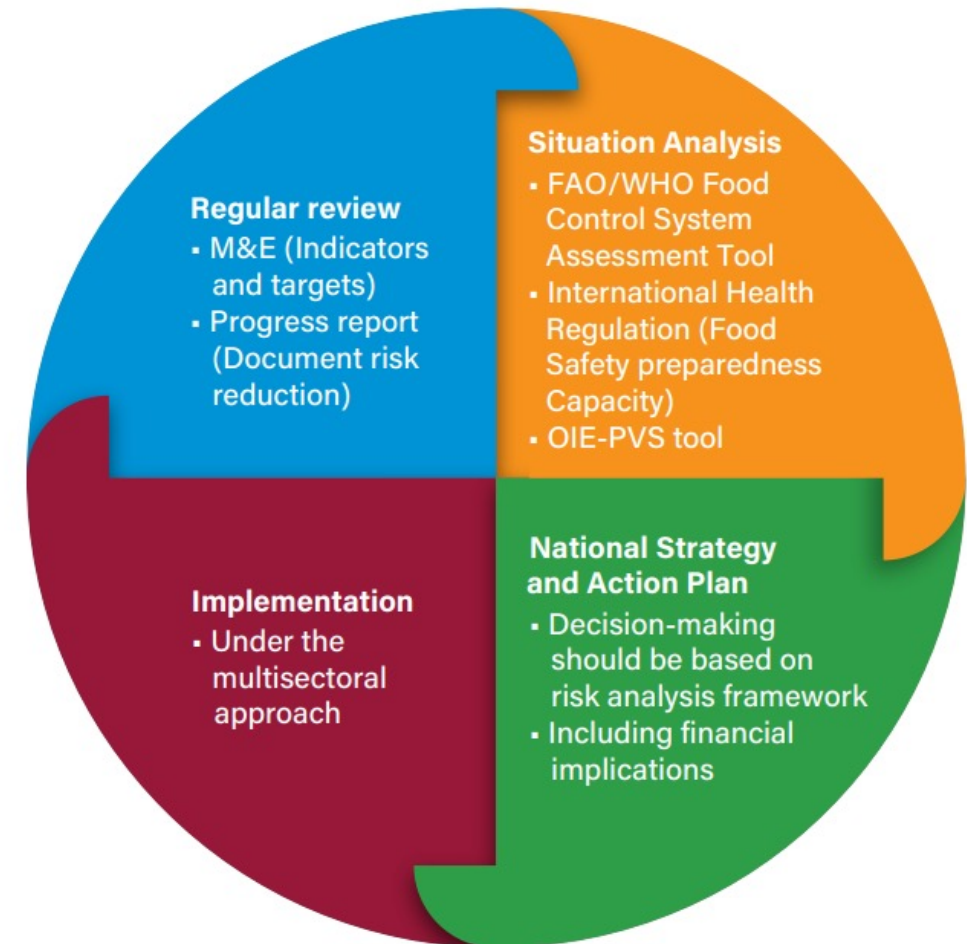 Situation Analysis
▪ FAO/WHO Food
Control System
Assessment Tool
▪ International Health
Regulation (Food
Safety preparedness
Capacity)
▪ OIE-PVS tool
National Strategy
and Action Plan
▪ Decision-making
should be based on
risk analysis framework
▪ Including financial
implications
Implementation
▪ Under the
multisectoral
approach
Regular review
▪ M&E (Indicators
and targets)
▪ Progress report
(Document risk
reduction)